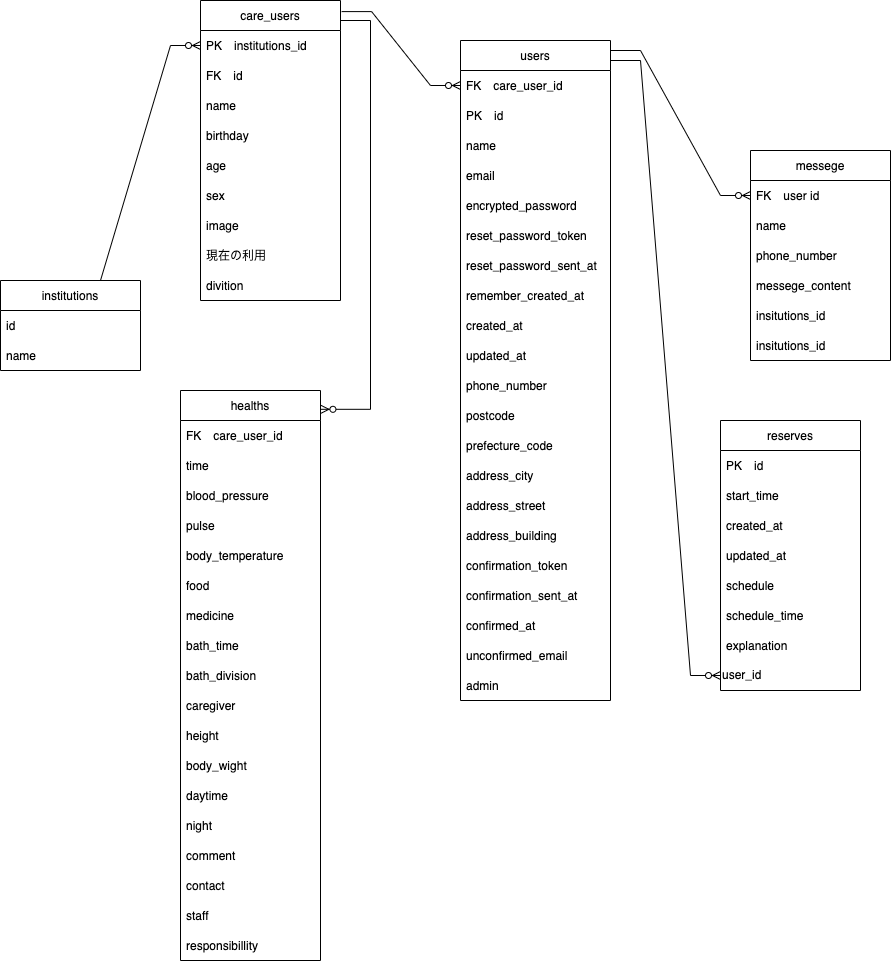 care_users
PK institutions_id
FK id
name
birthday
age
sex
image
現在の利用
divition
institutions
id
name
healths
FK care_user_id
time
blood_pressure
pulse
body_temperature
food
medicine
bath_time
bath_division
caregiver
height
body_wight
daytime
night
comment
contact
staff
responsibillity
users
FK care_user_id
PK id
name
email
encrypted_password
reset_password_token
reset_password_sent_at
remember_created_at
created_at
updated_at
phone_number
postcode
prefecture_code
address_city
address_street
address_building
confirmation_token
confirmation_sent_at
confirmed_at
unconfirmed_email
admin
messege
FK user id
name
phone_number
messege_content
insitutions_id
insitutions_id
reserves
PK id
start_time
created_at
updated_at
schedule
schedule_time
explanation
user_id